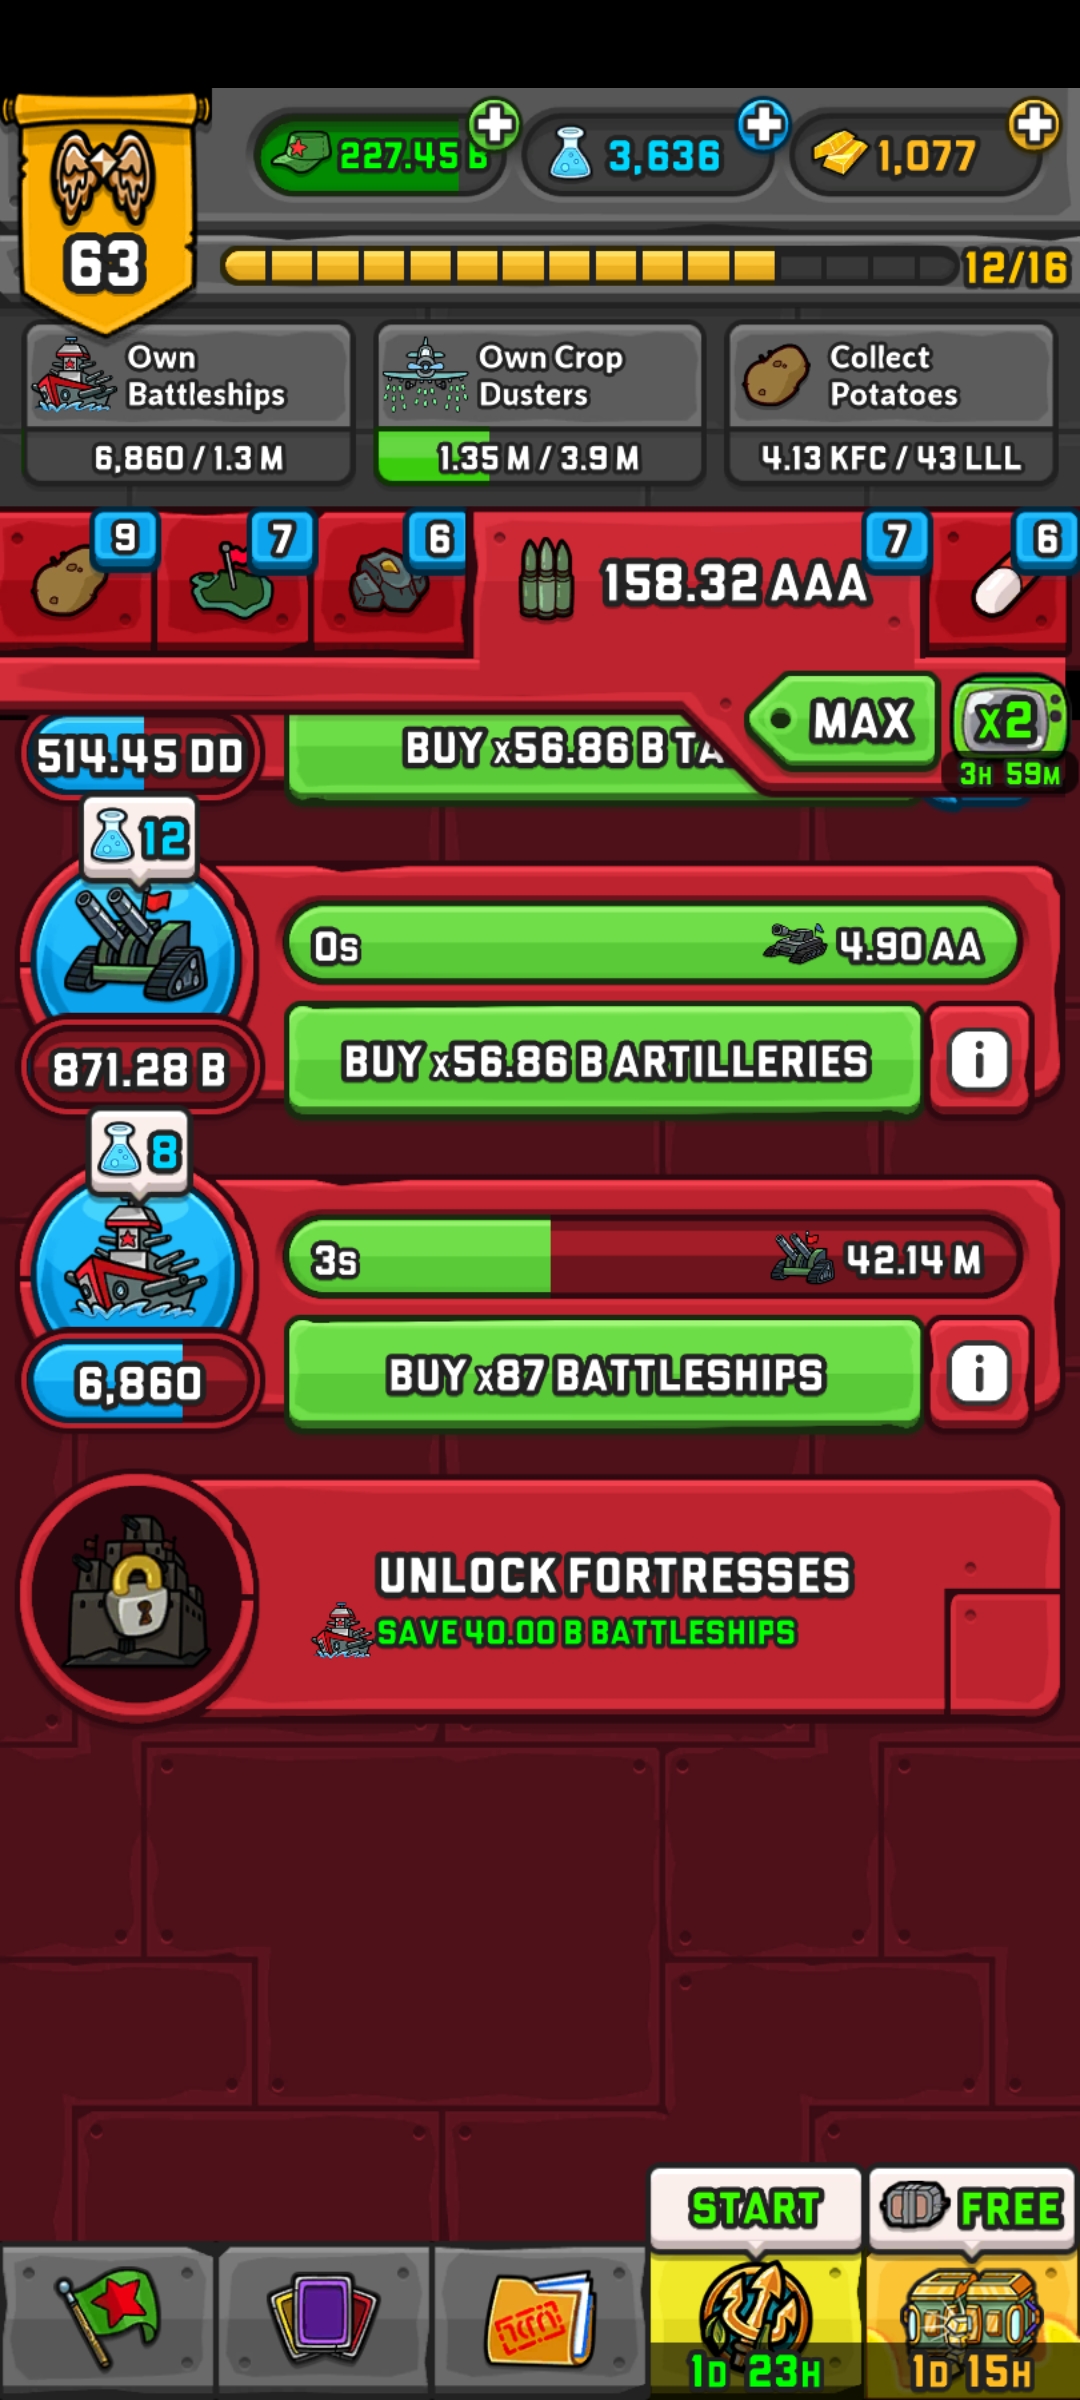 227.45 B
3,636
1,077
63
12/16
Own
Battleships
6,860 / 1.3 M
Own Crop
Dusters
1.35 M / 3.9 M
Collect
Potatoes
4.13 KFC / 43 LLL
9
7
6
158.32 AAA
7
6
MAX
x2
3H 59M
514.45 DD
BUY x56.86 B TA
12
0s
4.90 AA
871.28 B
BUY x56.86 B ARTILLERIES
i
8
3s
42.14 M
6,860
BUY x87 BATTLESHIPS
i
UNLOCK FORTRESSES
SAVE 40.00 B BATTLESHIPS
START
FREE
1D 23H
1D 15H